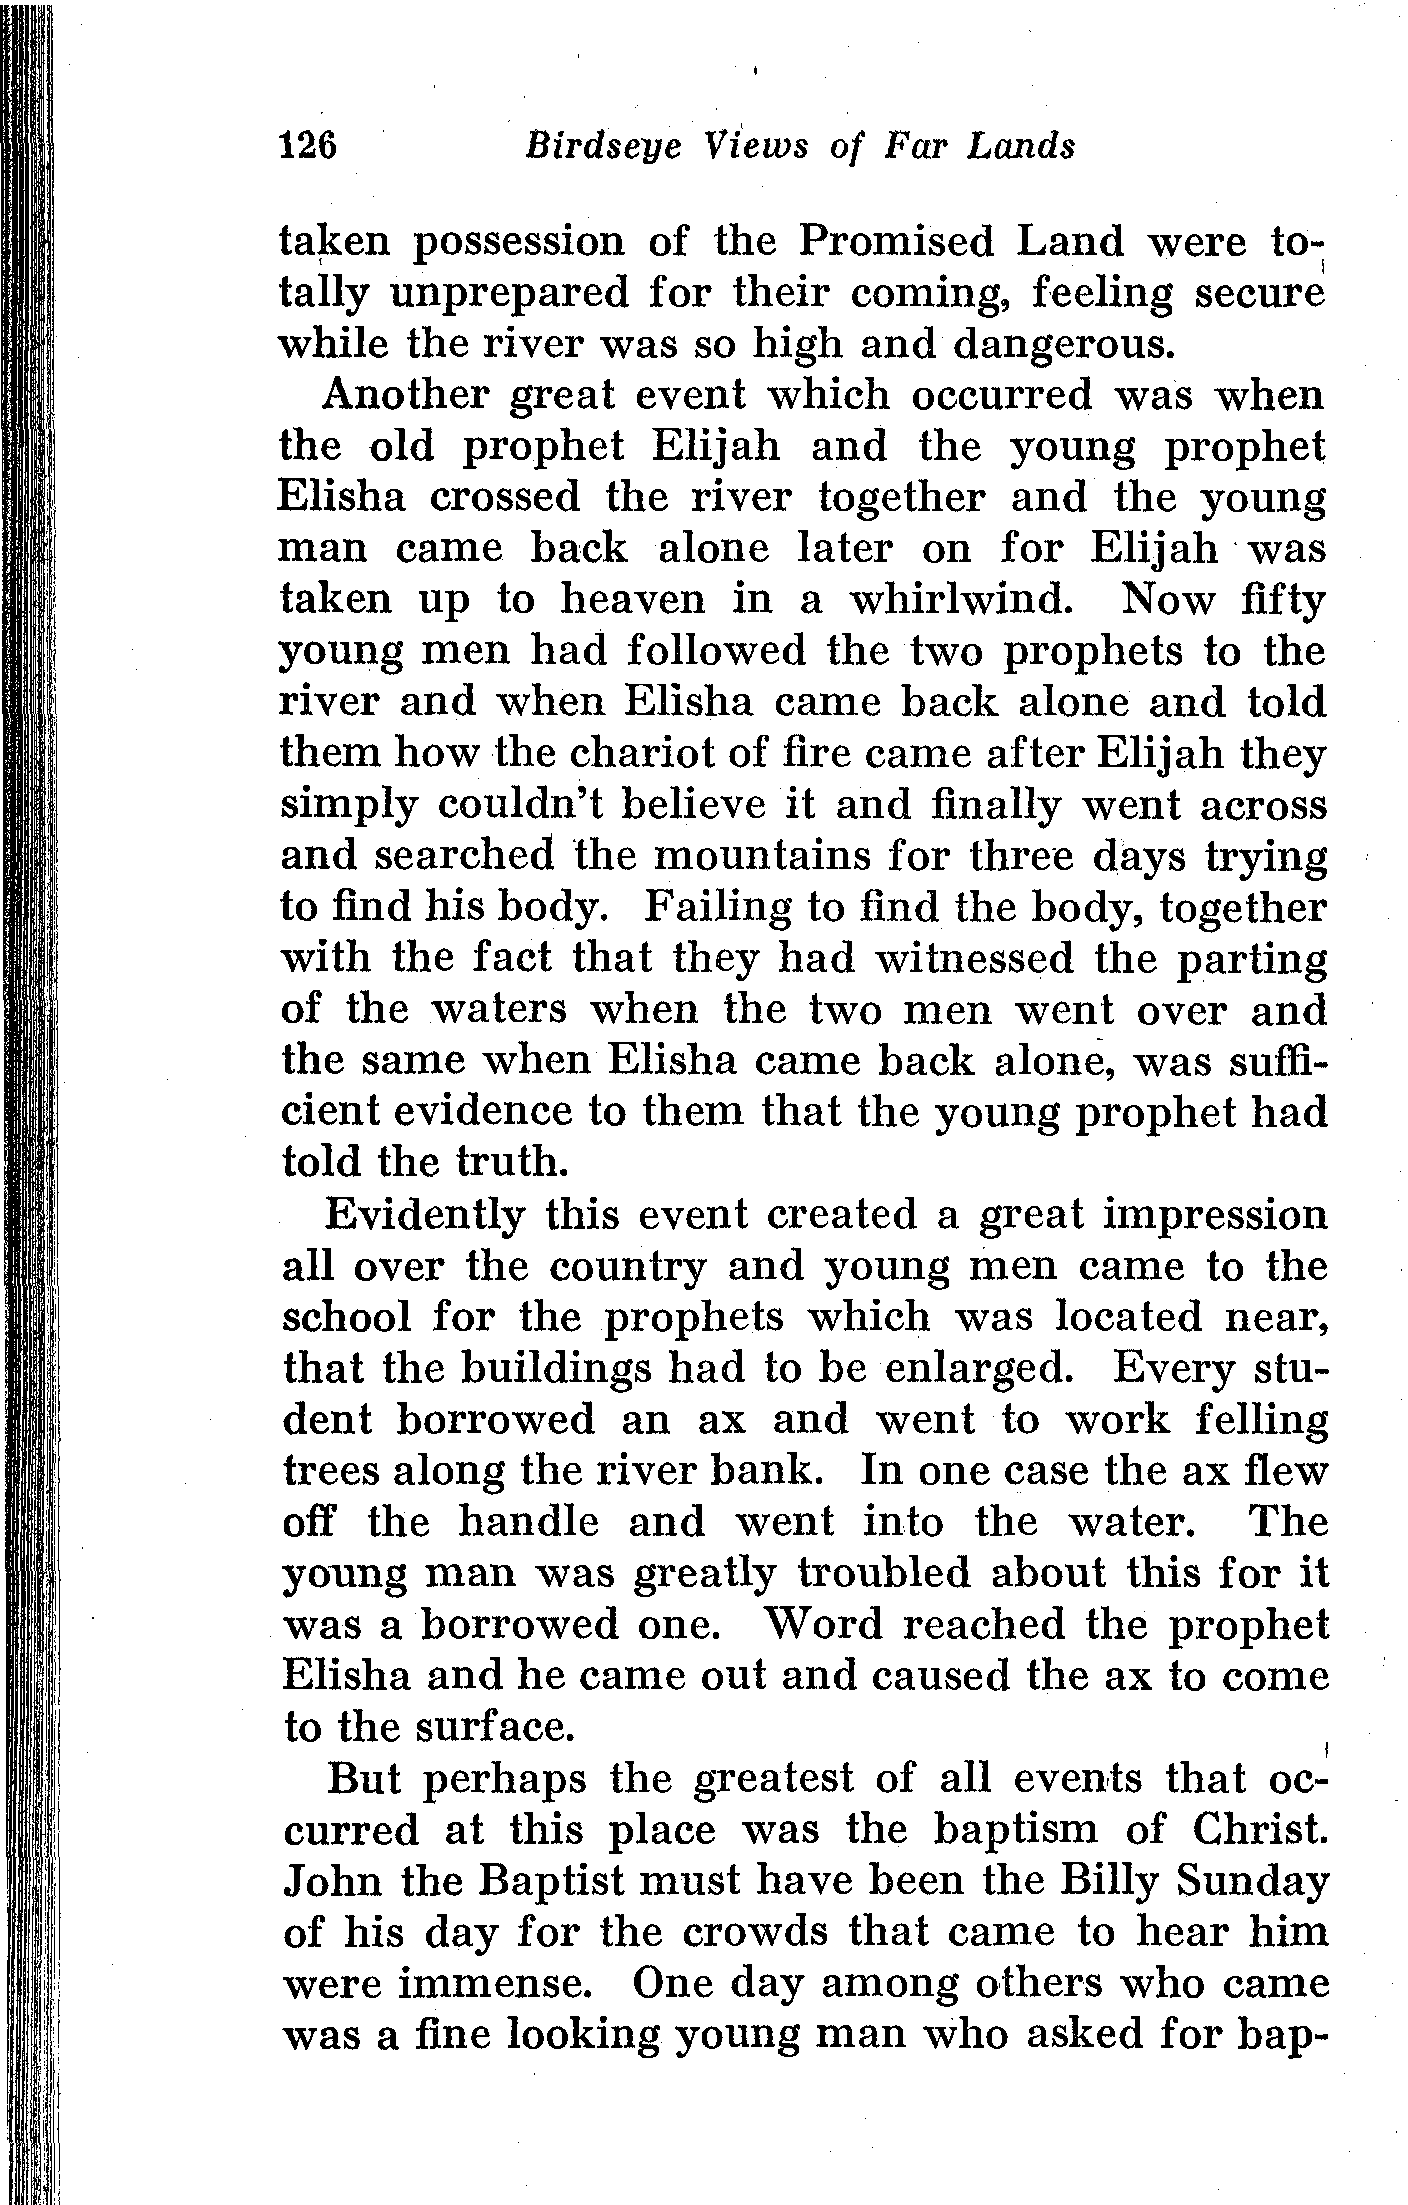 126 Birdseye Views of Far Lands
taken possession of the Promised Land were to-
tally unprepared for their coming, feeling secure
while the river was so high and dangerous.
Another great event which occurred was when
the old prophet Elijah and the young prophet
Elisha crossed the river together and the young
man came back alone later on for Elijah was
taken up to heaven in a whirlwind. Now fifty
young men had followed the two prophets to the
river and when Elisha came back alone and told
them how the chariot of fire came after Elijah they
simply couldn't believe it and finally went across
and searched the mountains for three days trying
to find his body. Failing to find the body, together
with the fact that they had witnessed the parting
of the waters when the two men went over and
the same when Elisha came back alone, was suffi-
cient evidence to them that the young prophet had
told the truth.
Evidently this event created a great impression
all over the country and young men came to the
school for the prophets which was located near,
that the buildings had to be enlarged. Every stu-
dent borrowed an ax and went to work felling
trees along the river bank. In one case the ax flew
off the handle and went into the water. The
young man was greatly troubled about this for it
was a borrowed one. Word reached the prophet
Elisha and he came out and caused the ax to come
to the surface.
But perhaps the greatest of all events that oc-
curred at this place was the baptism of Christ.
John the Baptist must have been the Billy Sunday
of his day for the crowds that came to hear him
were immense. One day among others who came
was a fine looking young man who asked for bap-